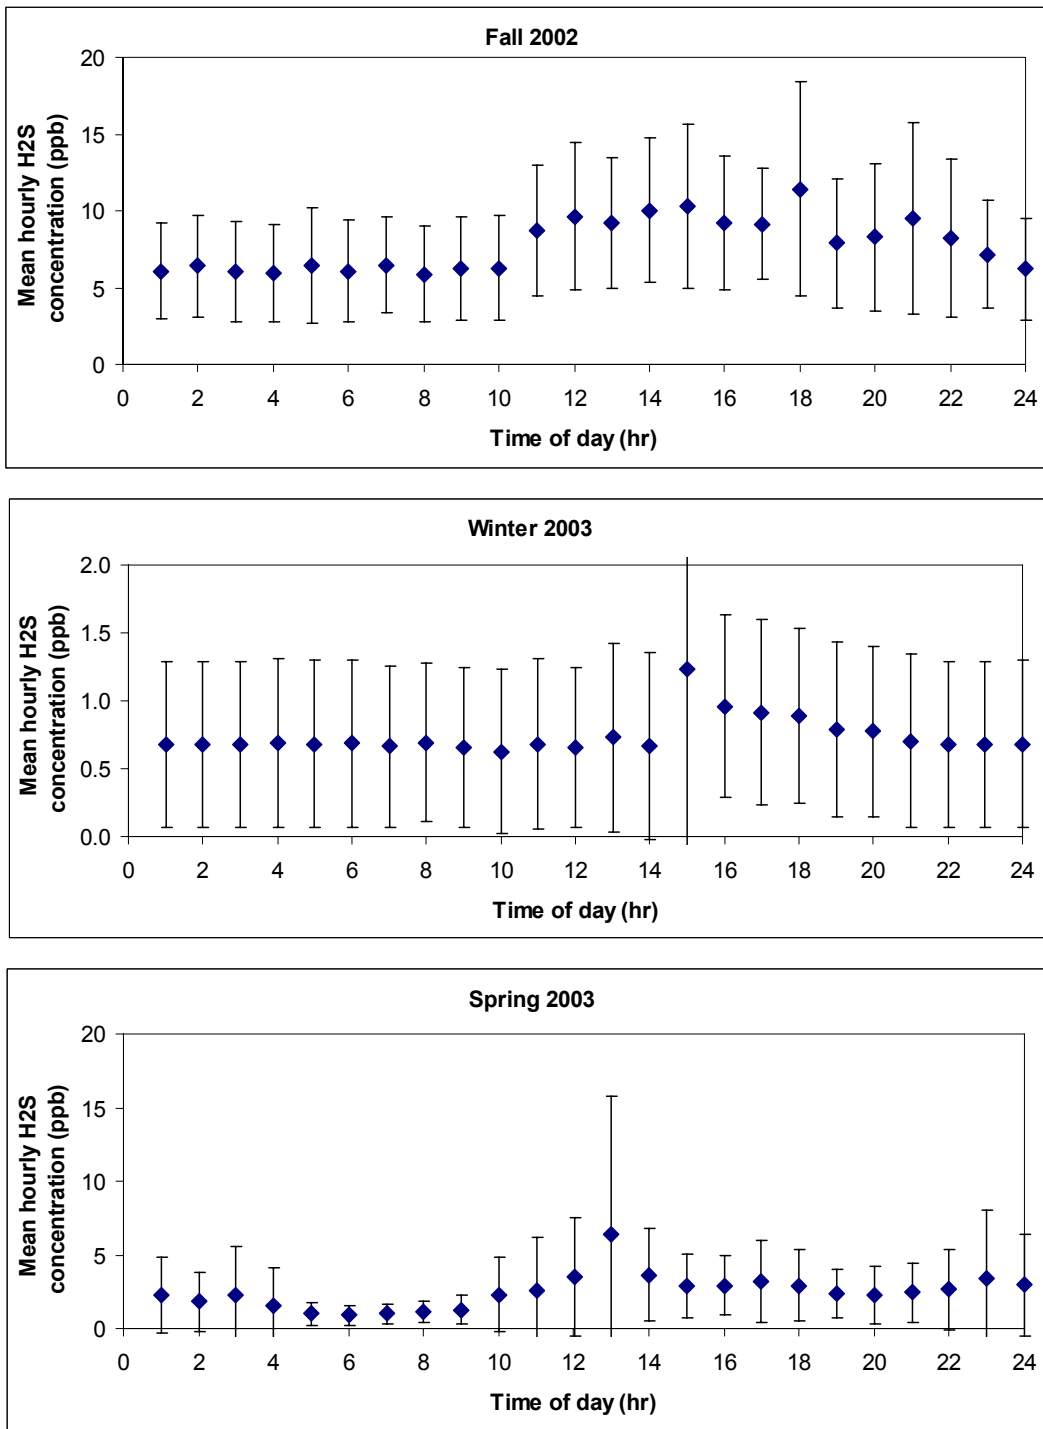 Fall 2002
Mean hourly H2S
concentration (ppb)
20
15
10
5
0
0 2 4 6 8 10 12 14 16 18 20 22 24
Time of day (hr)
Winter 2003
Mean hourly H2S
concentration (ppb)
2.0
1.5
1.0
0.5
0.0
0 2 4 6 8 10 12 14 16 18 20 22 24
Time of day (hr)
Spring 2003
Mean hourly H2S
concentration (ppb)
20
15
10
5
0
0 2 4 6 8 10 12 14 16 18 20 22 24
Time of day (hr)